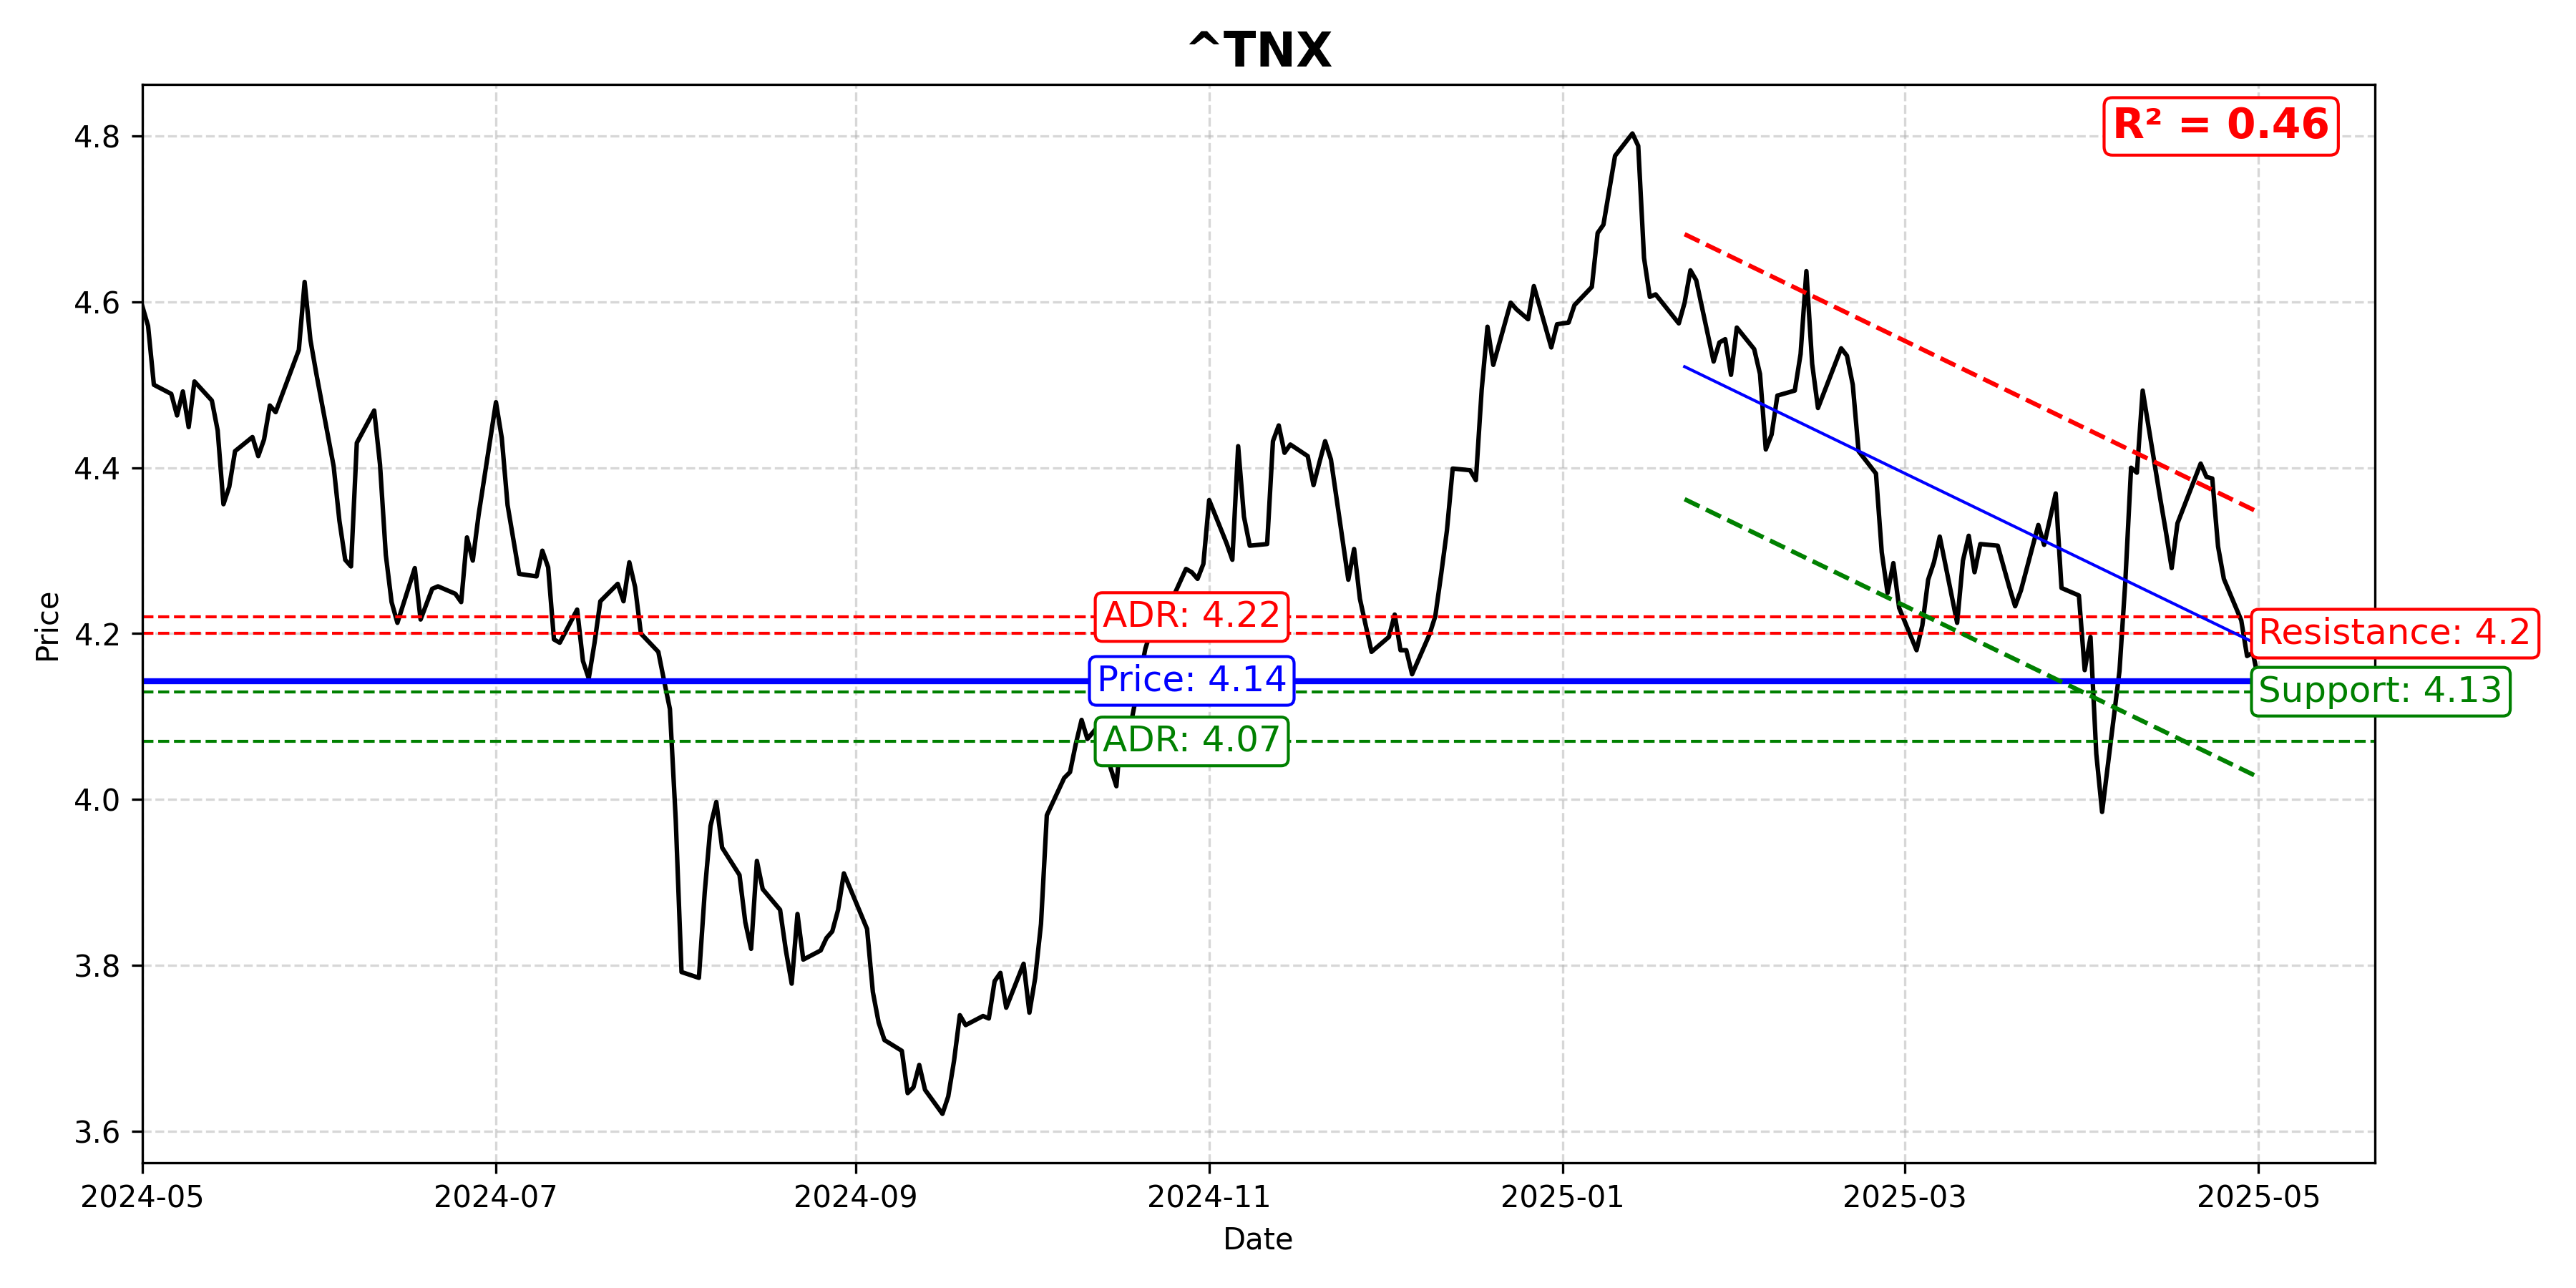 ^TNX
R² = 0.46
4.8
4.6
4.4
4.2
4.0
3.8
3.6
Price
ADR: 4.22
Resistance: 4.2
Price: 4.14
Support: 4.13
ADR: 4.07
2024-05
2024-07
2024-09
2024-11
2025-01
2025-03
2025-05
Date